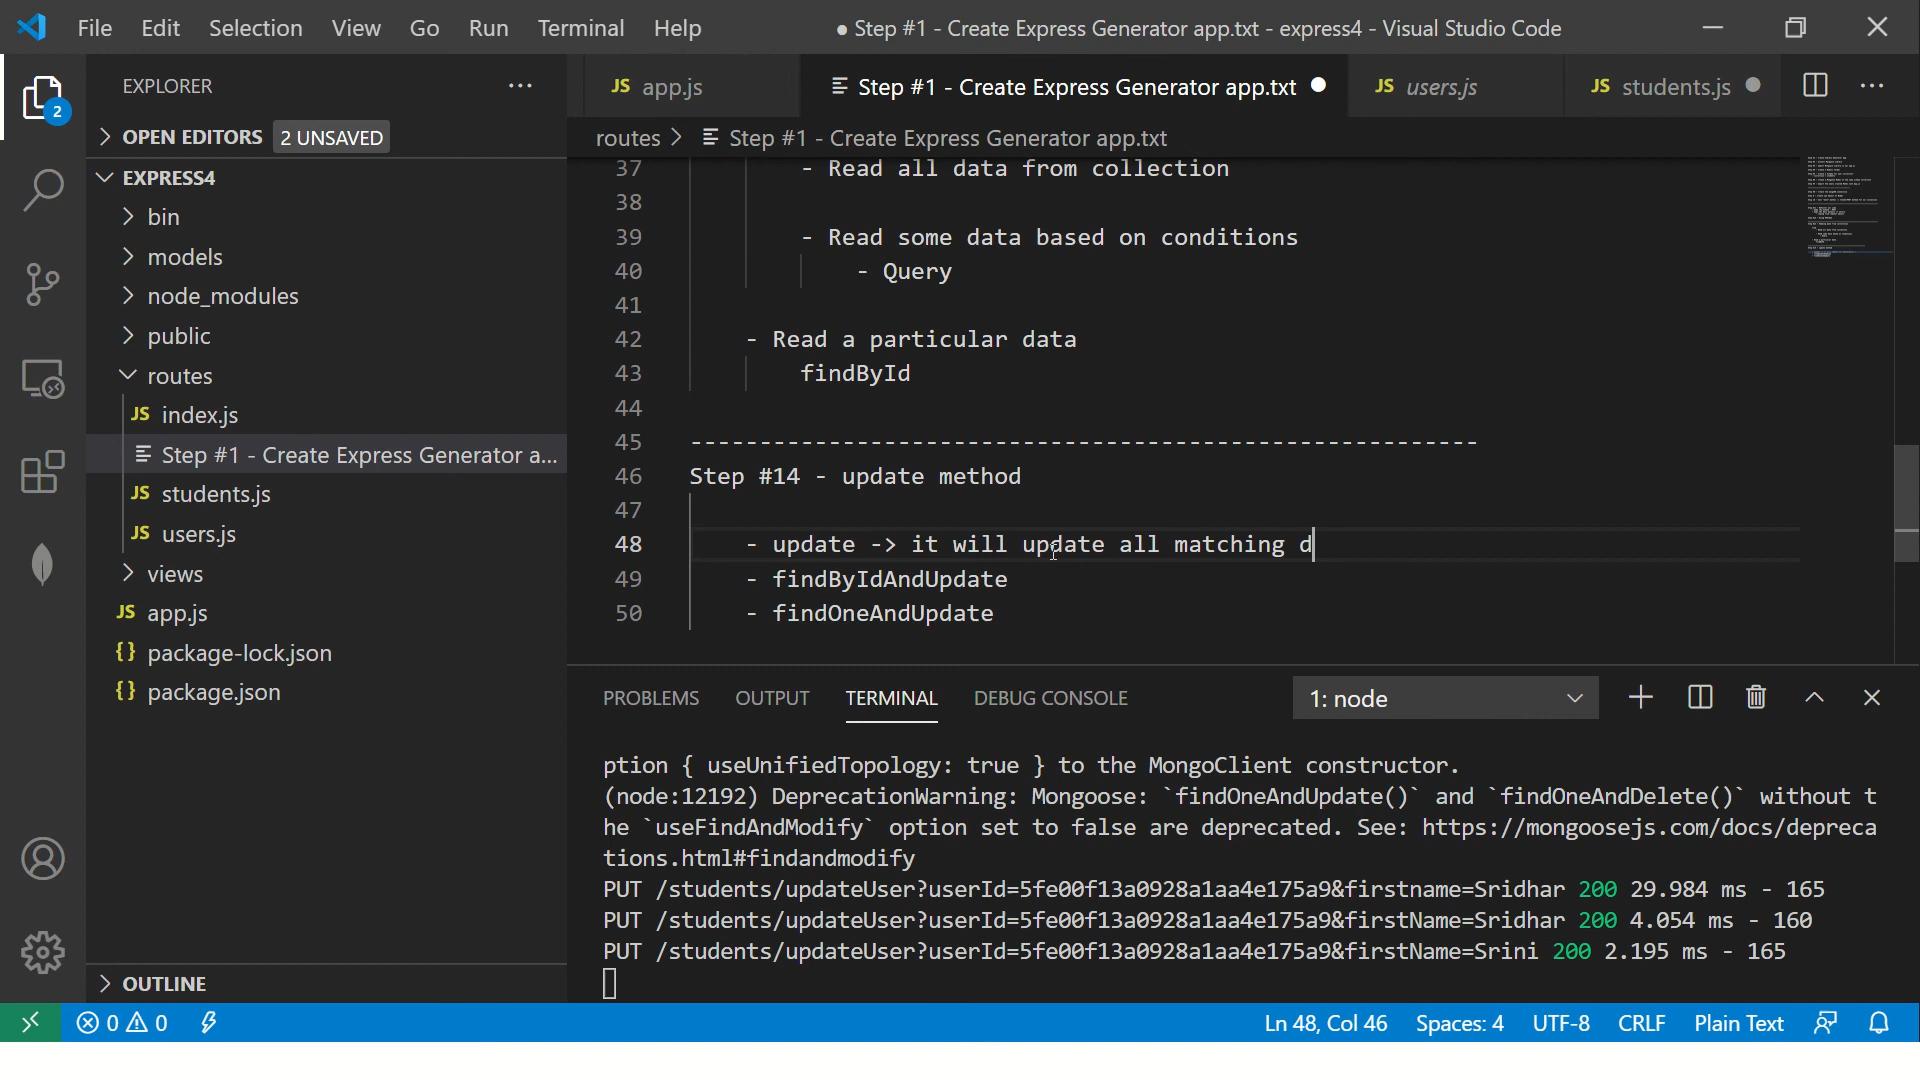 File Edit Selection View Go Run Terminal Help
● Step #1 - Create Express Generator app.txt - express4 - Visual Studio Code
EXPLORER
2
OPEN EDITORS 2 UNSAVED
EXPRESS4
bin
models
node_modules
public
routes
JS index.js
Step #1 - Create Express Generator a...
JS students.js
JS users.js
views
JS app.js
{} package-lock.json
{} package.json
OUTLINE
JS app.js
Step #1 - Create Express Generator app.txt
JS users.js
JS students.js
routes > Step #1 - Create Express Generator app.txt
37 - Read all data from collection
38
39 - Read some data based on conditions
40 - Query
41
42 - Read a particular data
43 findById
44
45 ---------------------------------------------------------
46 Step #14 - update method
47
48 - update -> it will update all matching d
49 - findByIdAndUpdate
50 - findOneAndUpdate
PROBLEMS OUTPUT TERMINAL DEBUG CONSOLE
1: node
ption { useUnifiedTopology: true } to the MongoClient constructor.
(node:12192) DeprecationWarning: Mongoose: `findOneAndUpdate()` and `findOneAndDelete()` without t
he `useFindAndModify` option set to false are deprecated. See: https://mongoosejs.com/docs/depreca
tions.html#findandmodify
PUT /students/updateUser?userId=5fe00f13a0928a1aa4e175a9&firstname=Sridhar 200 29.984 ms - 165
PUT /students/updateUser?userId=5fe00f13a0928a1aa4e175a9&firstName=Sridhar 200 4.054 ms - 160
PUT /students/updateUser?userId=5fe00f13a0928a1aa4e175a9&firstName=Srini 200 2.195 ms - 165
0 0
Ln 48, Col 46 Spaces: 4 UTF-8 CRLF Plain Text